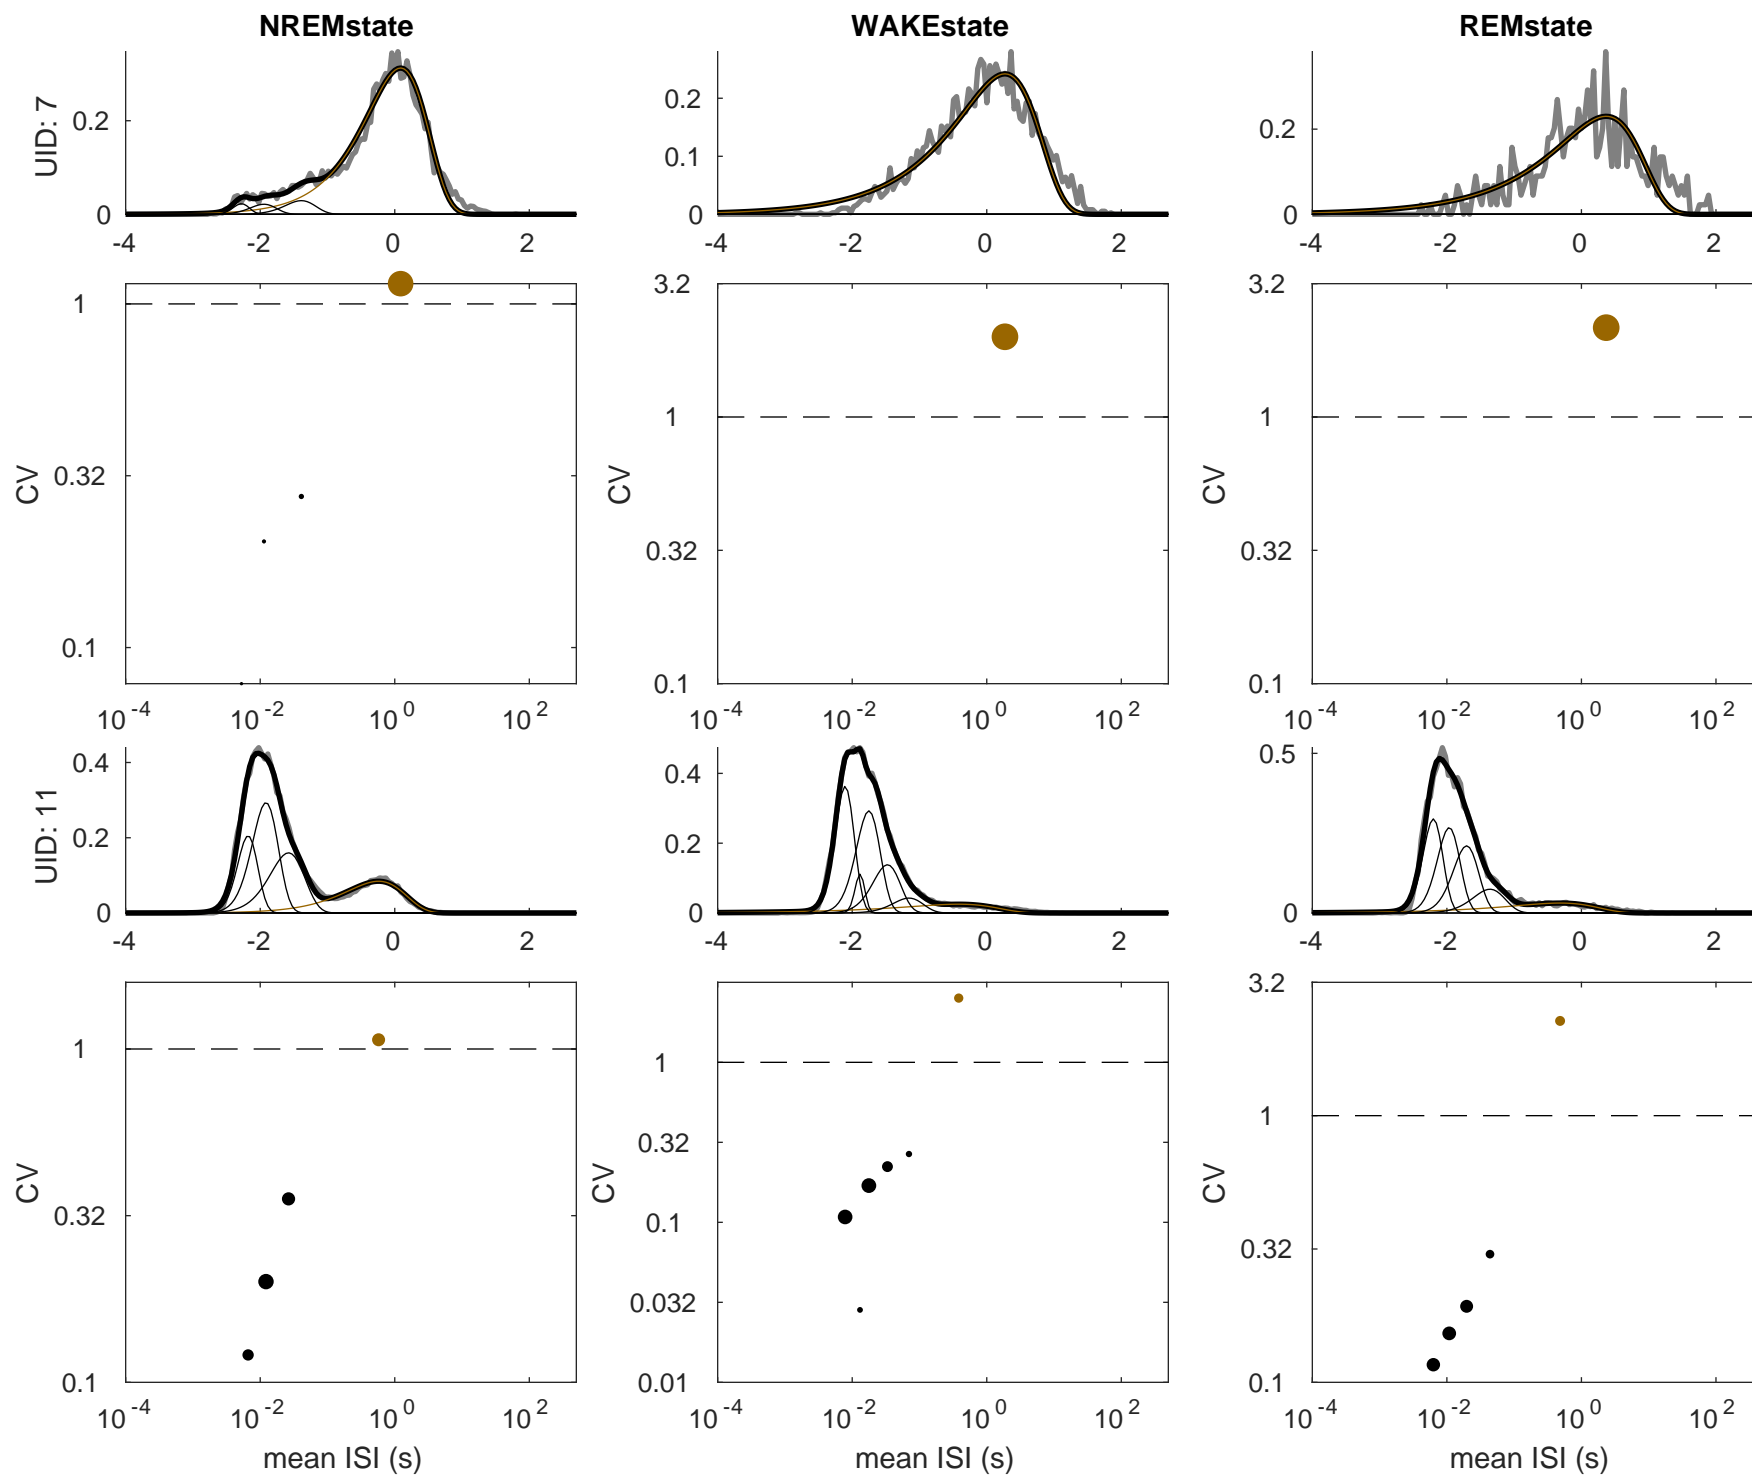 NREMstate WAKEstate REMstate
UID: 7
0.2 0
-4 -2 0 2
0.2 0.1 0
-4 -2 0 2
0.2 0
-4 -2 0 2
CV
1 0.32 0.1
10^-4 10^-2 10^0 10^2
CV
3.2 1 0.32 0.1
10^-4 10^-2 10^0 10^2
CV
3.2 1 0.32 0.1
10^-4 10^-2 10^0 10^2
UID: 11
0.4 0.2 0
-4 -2 0 2
0.4 0.2 0
-4 -2 0 2
0.5 0
-4 -2 0 2
CV
1 0.32 0.1
10^-4 10^-2 10^0 10^2
mean ISI (s)
CV
1 0.32 0.1 0.032 0.01
10^-4 10^-2 10^0 10^2
mean ISI (s)
CV
3.2 1 0.32 0.1
10^-4 10^-2 10^0 10^2
mean ISI (s)